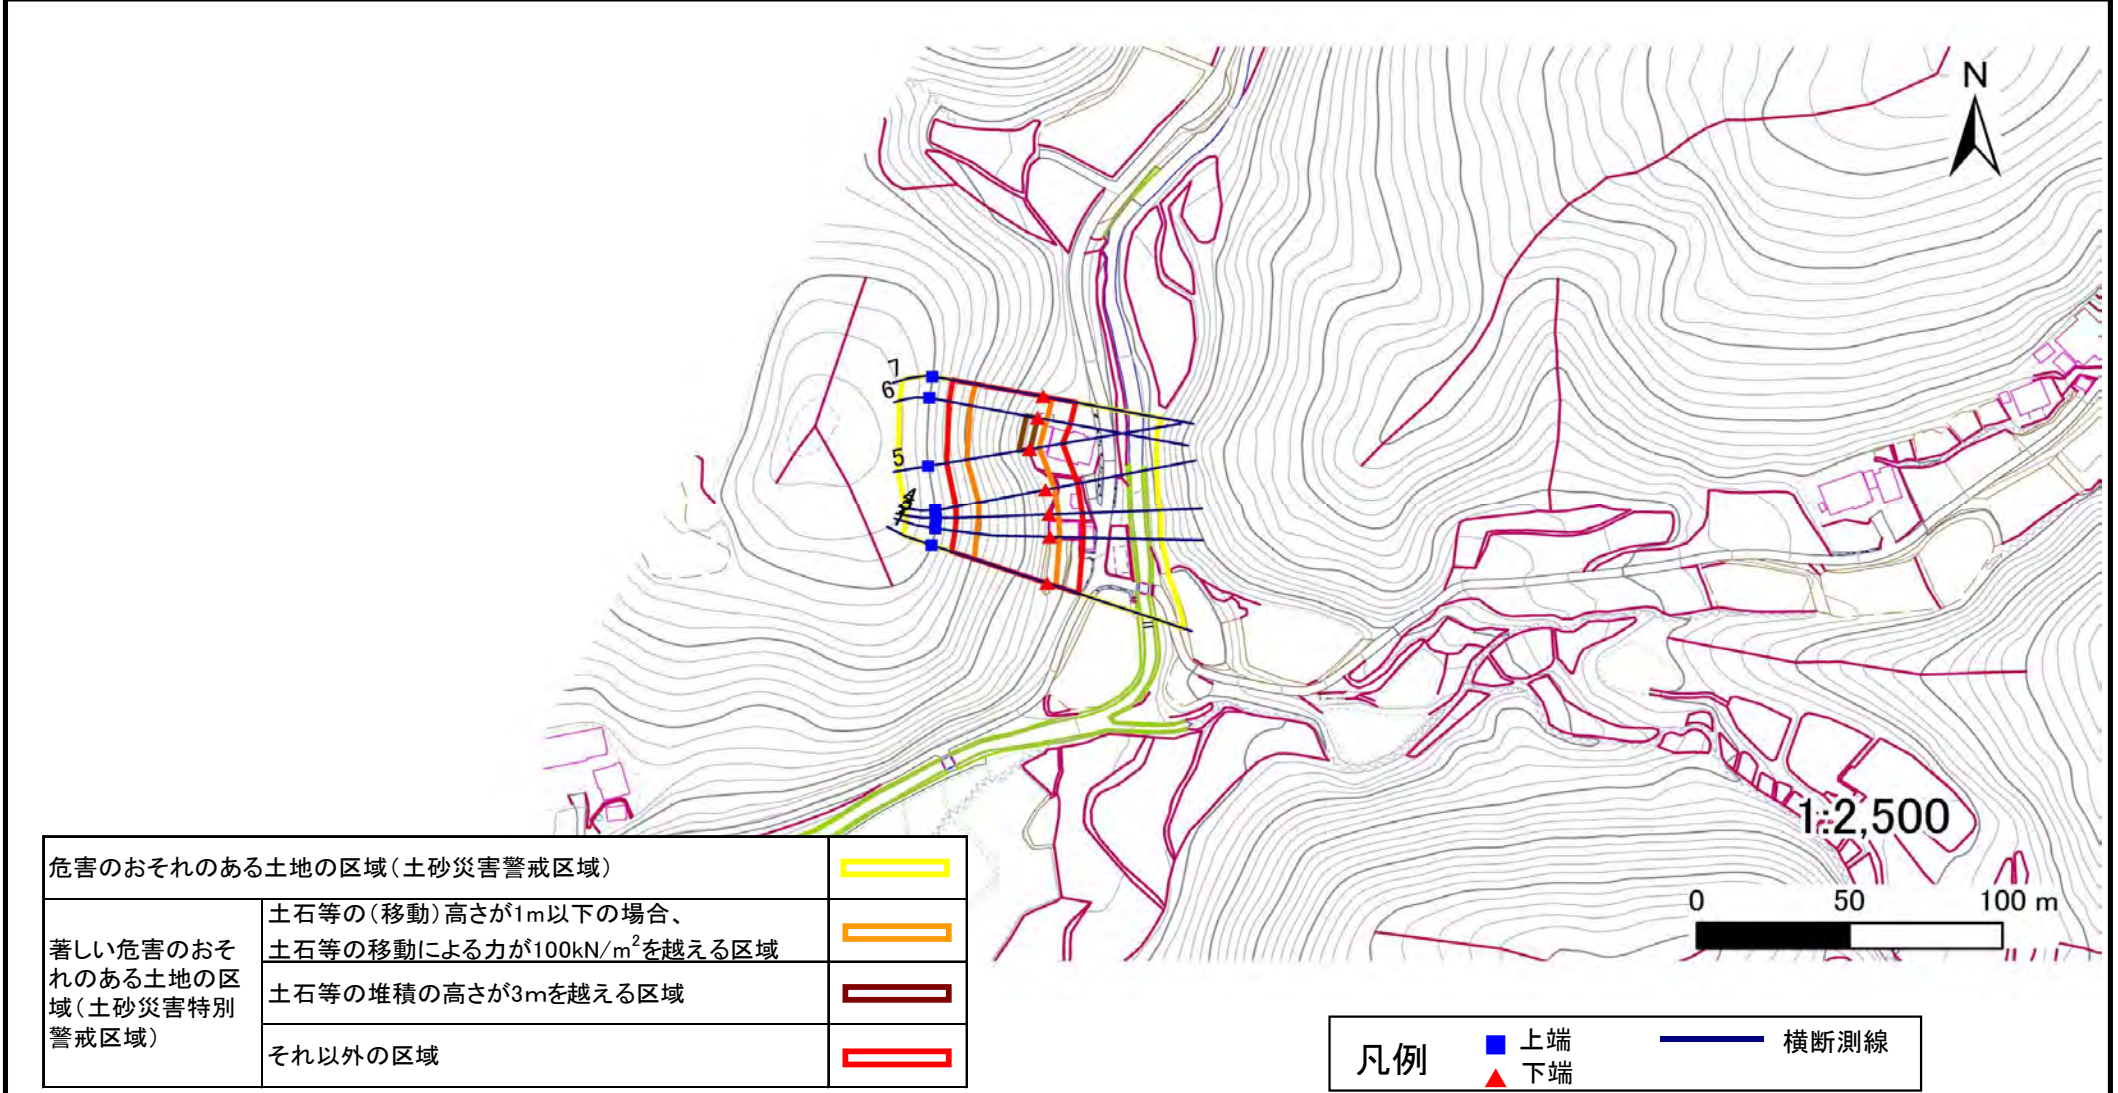 N
7
6
5
4
1:2,500
0 50 100 m
危害のおそれのある土地の区域(土砂災害警戒区域)
著しい危害のおそ
れのある土地の区
域(土砂災害特別
警戒区域)
土石等の(移動)高さが1m以下の場合、
土石等の移動による力が100kN/m²を越える区域
土石等の堆積の高さが3mを越える区域
それ以外の区域
凡例
上端
下端
横断測線